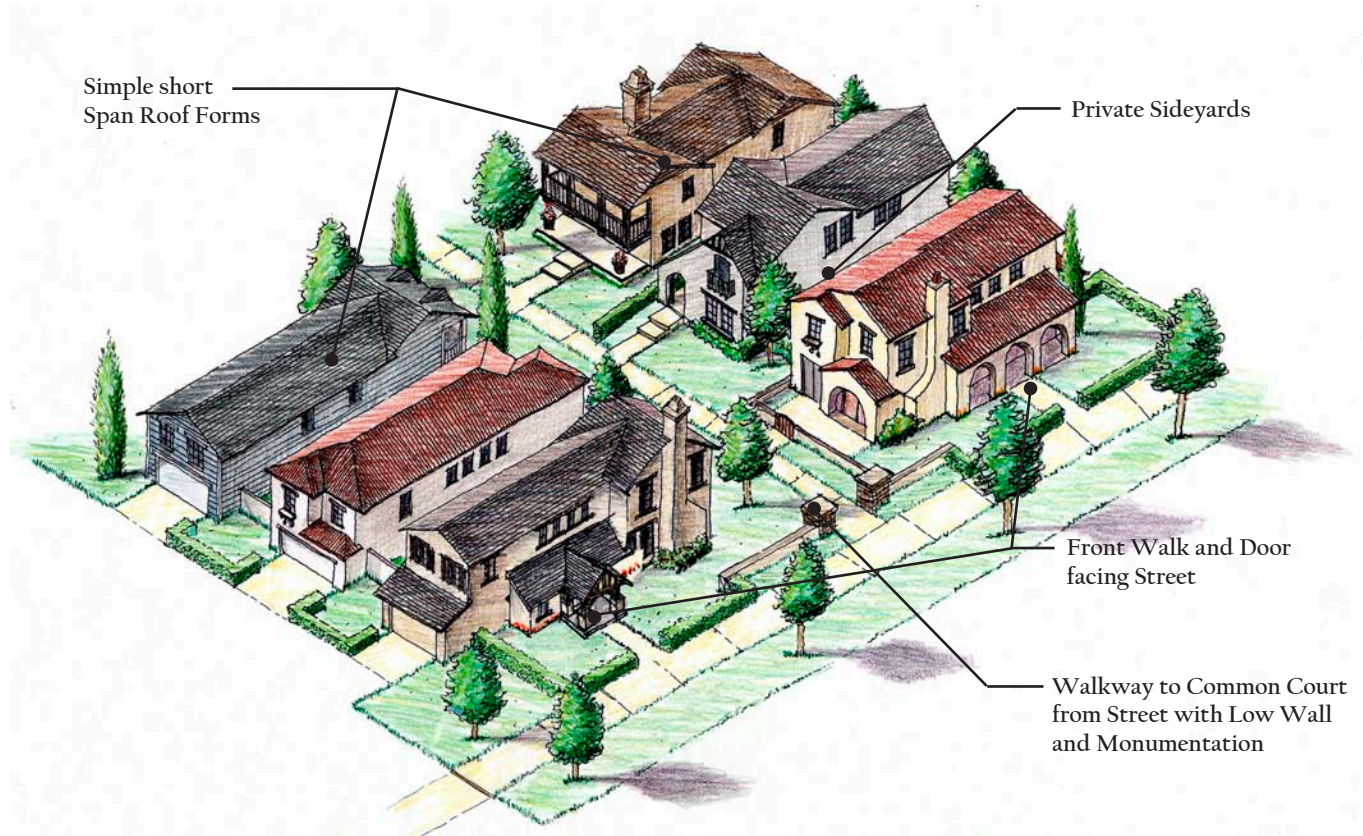 Simple short
Span Roof Forms
Private Sideyards
Front Walk and Door
facing Street
Walkway to Common Court
from Street with Low Wall
and Monumentation